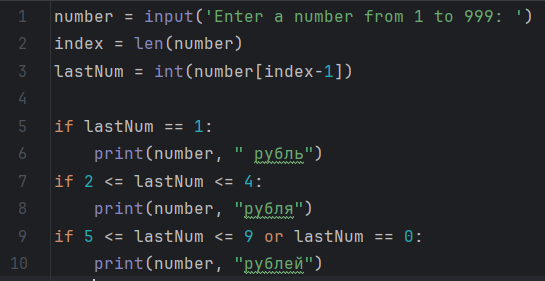 1 number = input('Enter a number from 1 to 999: ')
2 index = len(number)
3 lastNum = int(number[index-1])
4
5 if lastNum == 1:
6     print(number, " рубль")
7 if 2 <= lastNum <= 4:
8     print(number, "рубля")
9 if 5 <= lastNum <= 9 or lastNum == 0:
10     print(number, "рублей")